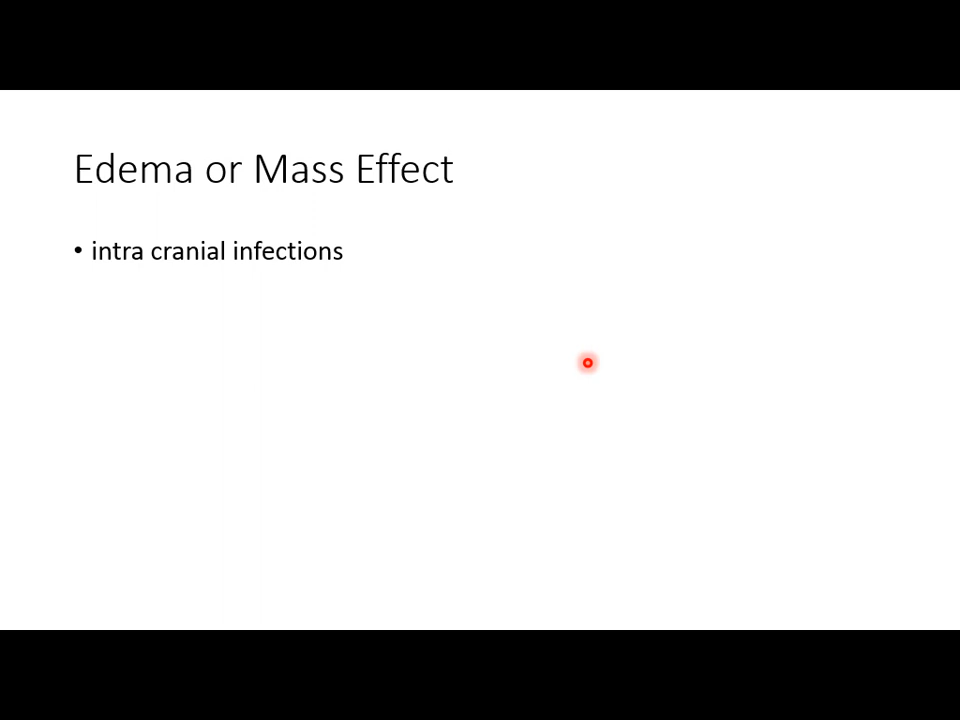 Edema or Mass Effect
• intra cranial infections